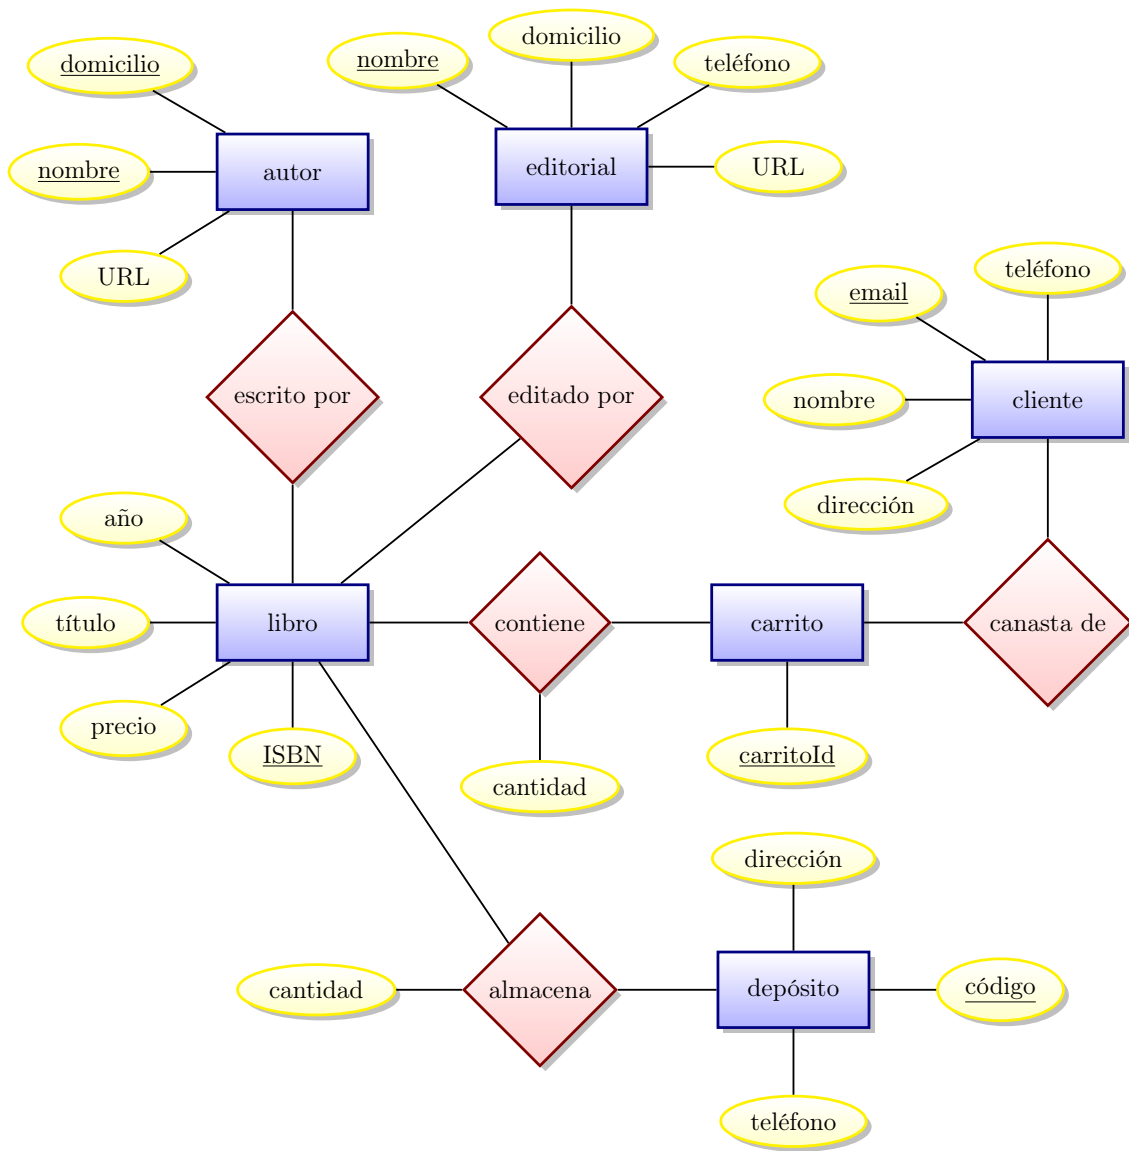 domicilio
nombre
domicilio
teléfono
nombre
autor
editorial
URL
URL
email
teléfono
escrito por
editado por
nombre
cliente
año
dirección
título
libro
contiene
carrito
canasta de
precio
ISBN
cantidad
carritoId
dirección
cantidad
almacena
depósito
código
teléfono